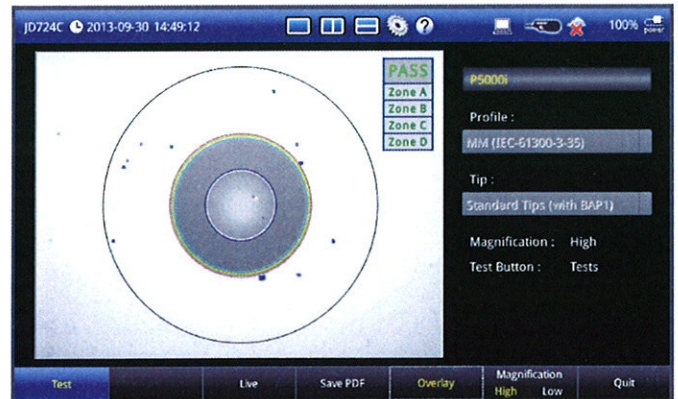 JD724C 2013-09-30 14:49:12
100%
power
PASS
Zone A
Zone B
Zone C
Zone D
P5000i
Profile :
MM (IEC-61300-3-35)
Tip :
Standard Tips (with BAP1)
Magnification : High
Test Button : Tests
Test
Live
Save PDF
Overlay
Magnification
High Low
Quit